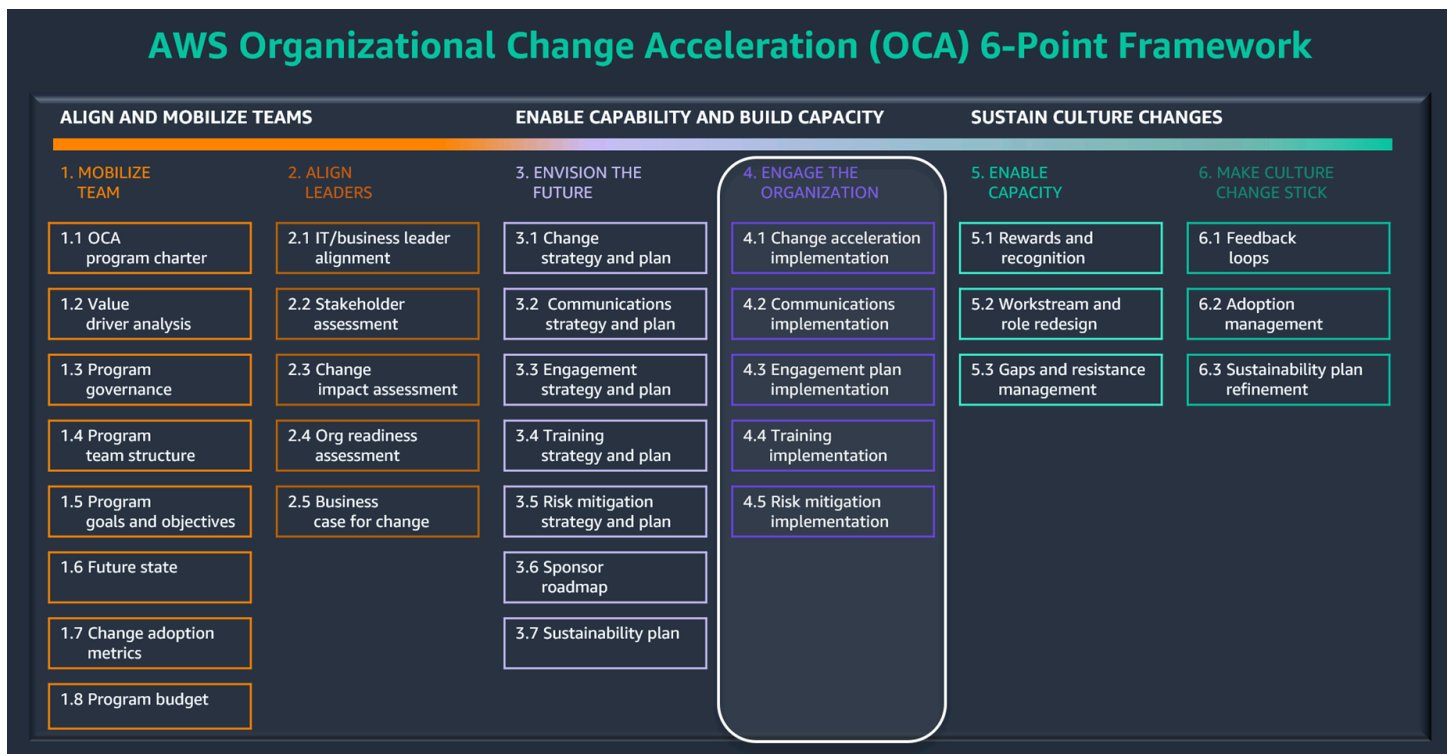 AWS Organizational Change Acceleration (OCA) 6-Point Framework
ALIGN AND MOBILIZE TEAMS
ENABLE CAPABILITY AND BUILD CAPACITY
SUSTAIN CULTURE CHANGES
1. MOBILIZE
TEAM
1.1 OCA
program charter
1.2 Value
driver analysis
1.3 Program
governance
1.4 Program
team structure
1.5 Program
goals and objectives
1.6 Future state
1.7 Change adoption
metrics
1.8 Program budget
2. ALIGN
LEADERS
2.1 IT/business leader
alignment
2.2 Stakeholder
assessment
2.3 Change
impact assessment
2.4 Org readiness
assessment
2.5 Business
case for change
3. ENVISION THE
FUTURE
3.1 Change
strategy and plan
3.2 Communications
strategy and plan
3.3 Engagement
strategy and plan
3.4 Training
strategy and plan
3.5 Risk mitigation
strategy and plan
3.6 Sponsor
roadmap
3.7 Sustainability plan
4. ENGAGE THE
ORGANIZATION
4.1 Change acceleration
implementation
4.2 Communications
implementation
4.3 Engagement plan
implementation
4.4 Training
implementation
4.5 Risk mitigation
implementation
5. ENABLE
CAPACITY
5.1 Rewards and
recognition
5.2 Workstream and
role redesign
5.3 Gaps and resistance
management
6. MAKE CULTURE
CHANGE STICK
6.1 Feedback
loops
6.2 Adoption
management
6.3 Sustainability plan
refinement